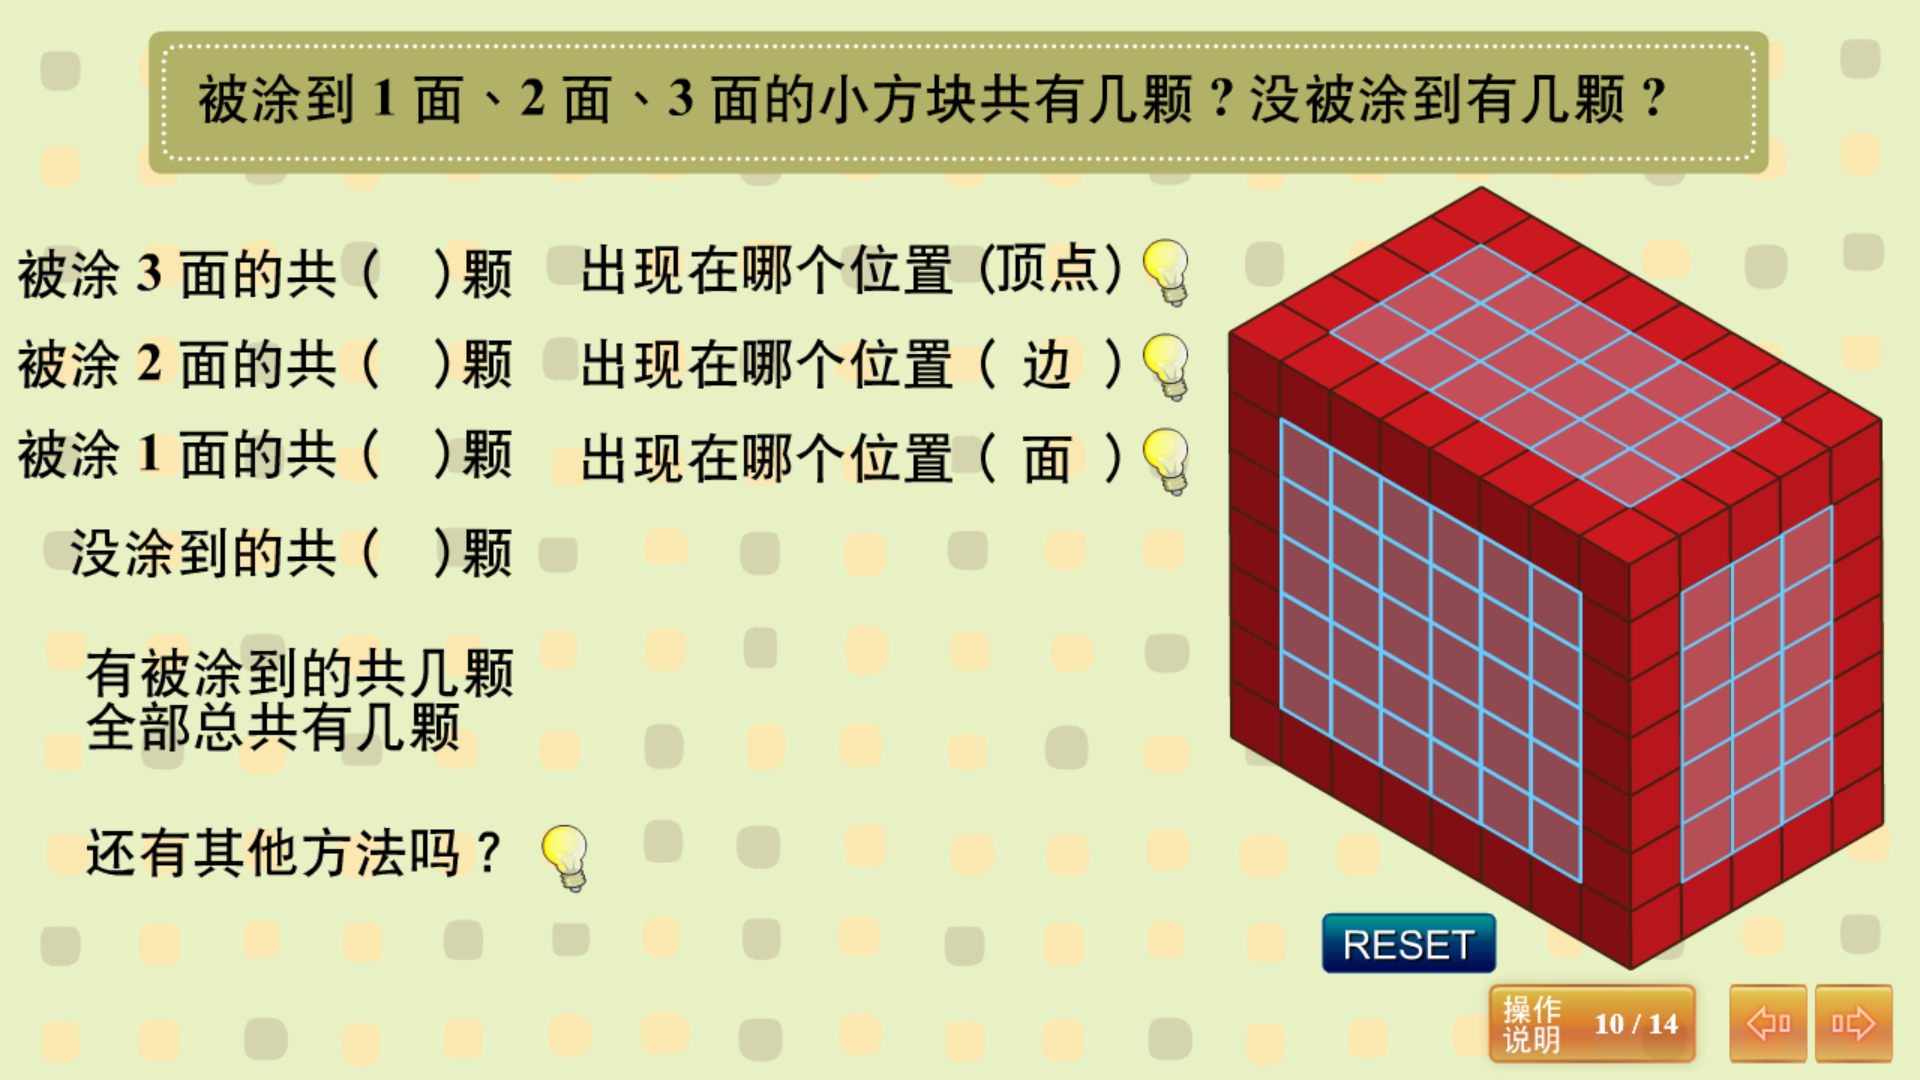 被涂到 1 面、2 面、3 面的小方块共有几颗?没被涂到有几颗?
被涂 3 面的共( )颗 出现在哪个位置(顶点)
被涂 2 面的共( )颗 出现在哪个位置( 边 )
被涂 1 面的共( )颗 出现在哪个位置( 面 )
没涂到的共( )颗
有被涂到的共几颗
全部总共有几颗
还有其他方法吗?
RESET
操作
说明
10 / 14